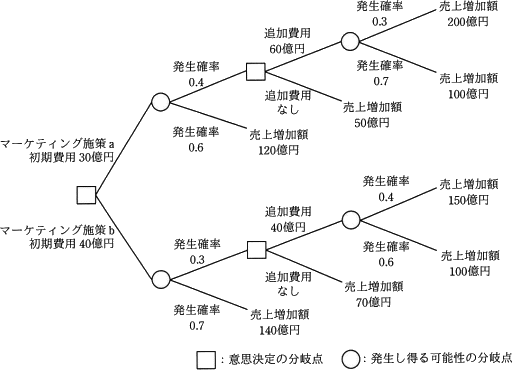 発生確率
0.3
売上増加額
200億円
追加費用
60億円
発生確率
0.4
発生確率
0.7
売上増加額
100億円
追加費用
なし
売上増加額
50億円
発生確率
0.6
売上増加額
120億円
マーケティング施策a
初期費用 30億円
マーケティング施策b
初期費用 40億円
発生確率
0.4
売上増加額
150億円
追加費用
40億円
発生確率
0.3
発生確率
0.6
売上増加額
100億円
追加費用
なし
売上増加額
70億円
発生確率
0.7
売上増加額
140億円
:意思決定の分岐点
:発生し得る可能性の分岐点